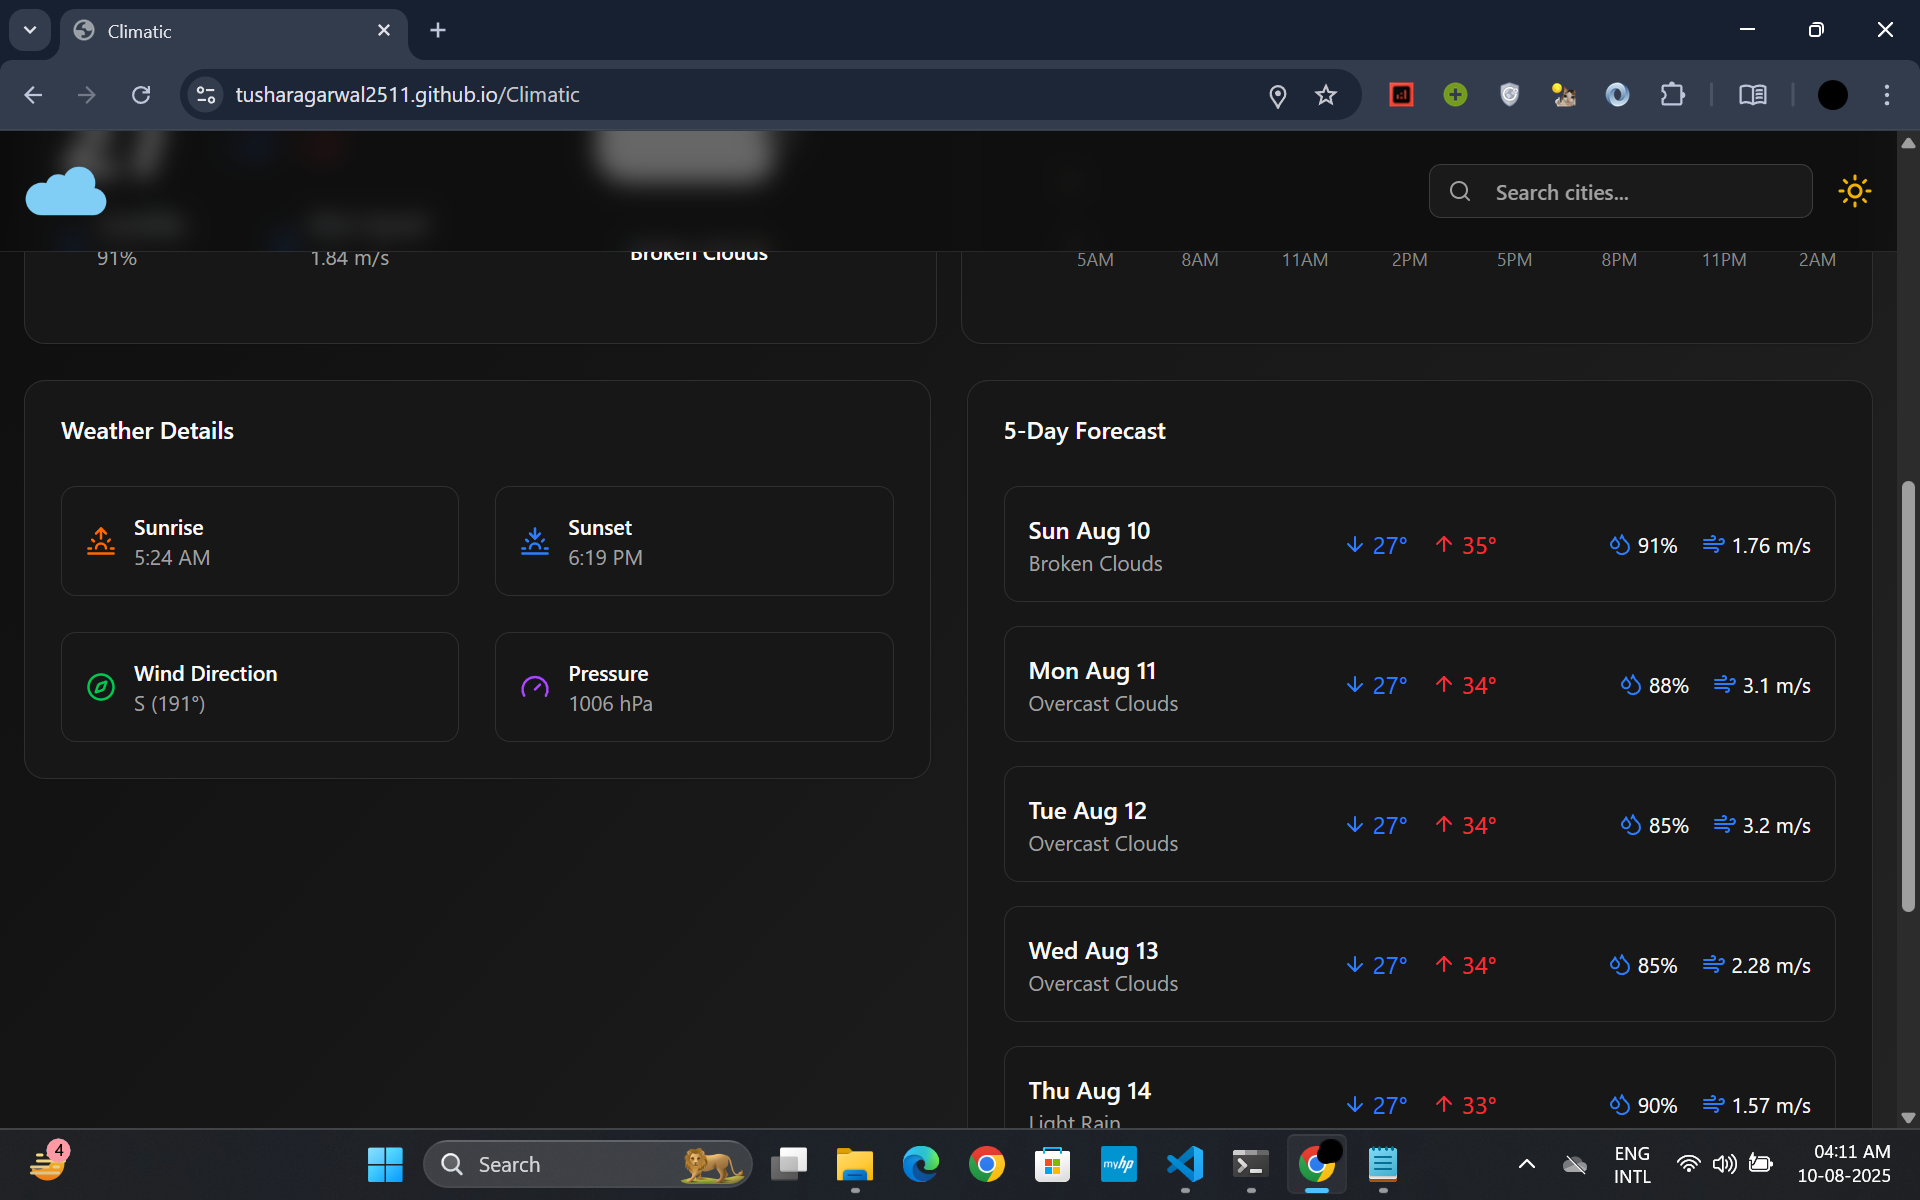 Climatic
tusharagarwal2511.github.io/Climatic
Search cities...
91%
1.84 m/s
Broken Clouds
5AM 8AM 11AM 2PM 5PM 8PM 11PM 2AM
Weather Details
Sunrise
5:24 AM
Sunset
6:19 PM
Wind Direction
S (191°)
Pressure
1006 hPa
5-Day Forecast
Sun Aug 10
Broken Clouds
27° 35° 91% 1.76 m/s
Mon Aug 11
Overcast Clouds
27° 34° 88% 3.1 m/s
Tue Aug 12
Overcast Clouds
27° 34° 85% 3.2 m/s
Wed Aug 13
Overcast Clouds
27° 34° 85% 2.28 m/s
Thu Aug 14
Light Rain
27° 33° 90% 1.57 m/s
4
Search
myhp
ENG
INTL
04:11 AM
10-08-2025